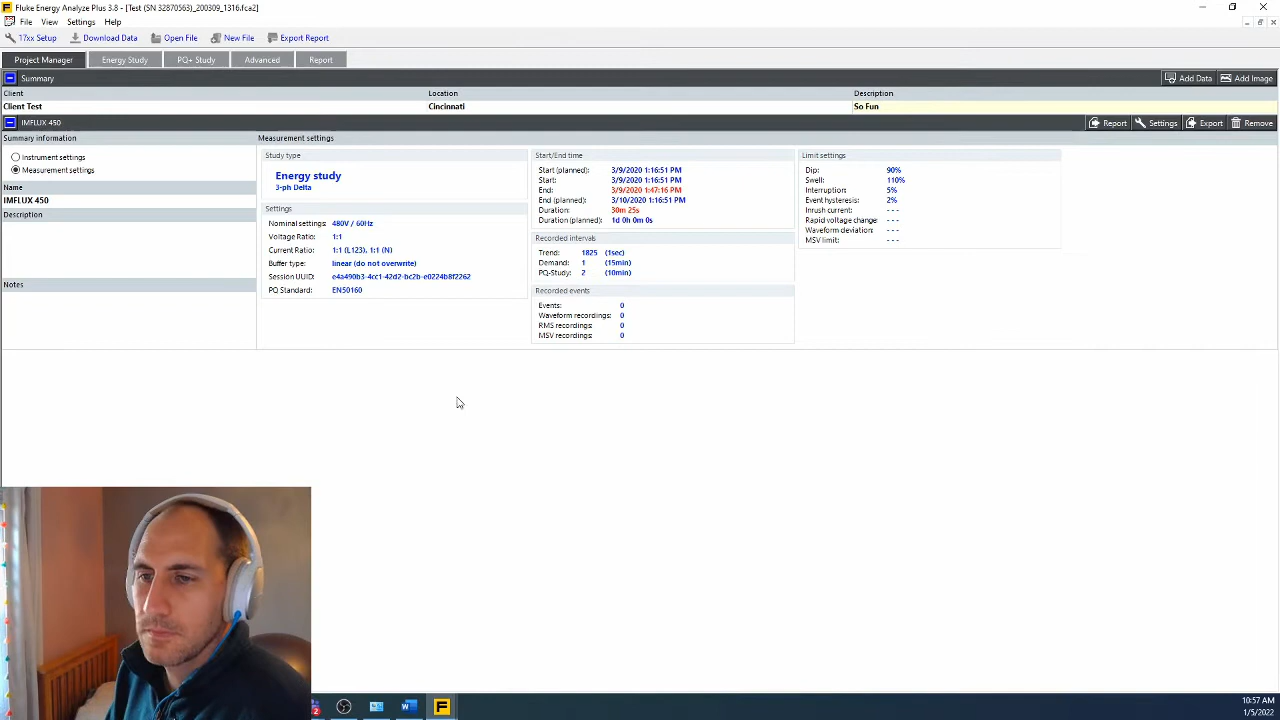 Fluke Energy Analyze Plus 3.8 - [Test (SN 32870563)_200309_1316.fca2]
File View Settings Help
17xx Setup Download Data Open File New File Export Report
Project Manager Energy Study PQ+ Study Advanced Report
Summary Add Data Add Image
Client Location Description
Client Test Cincinnati So Fun
IMFLUX 450 Report Settings Export Remove
Summary information
Instrument settings
Measurement settings
Name
IMFLUX 450
Description
Notes
Measurement settings
Study type
Energy study
3-ph Delta
Settings
Nominal settings: 480V / 60Hz
Voltage Ratio: 1:1
Current Ratio: 1:1 (L123), 1:1 (N)
Buffer type: linear (do not overwrite)
Session UUID: e4a490b3-4cc1-42d2-bc2b-e0224b8f2262
PQ Standard: EN50160
Start/End time
Start (planned): 3/9/2020 1:16:51 PM
Start: 3/9/2020 1:16:51 PM
End: 3/9/2020 1:47:16 PM
End (planned): 3/10/2020 1:16:51 PM
Duration: 30m 25s
Duration (planned): 1d 0h 0m 0s
Recorded intervals
Trend: 1825 (1sec)
Demand: 1 (15min)
PQ-Study: 2 (10min)
Recorded events
Events: 0
Waveform recordings: 0
RMS recordings: 0
MSV recordings: 0
Limit settings
Dip: 90%
Swell: 110%
Interruption: 5%
Event hysteresis: 2%
Inrush current: - - -
Rapid voltage change: - - -
Waveform deviation: - - -
MSV limit: - - -
10:57 AM
1/5/2022